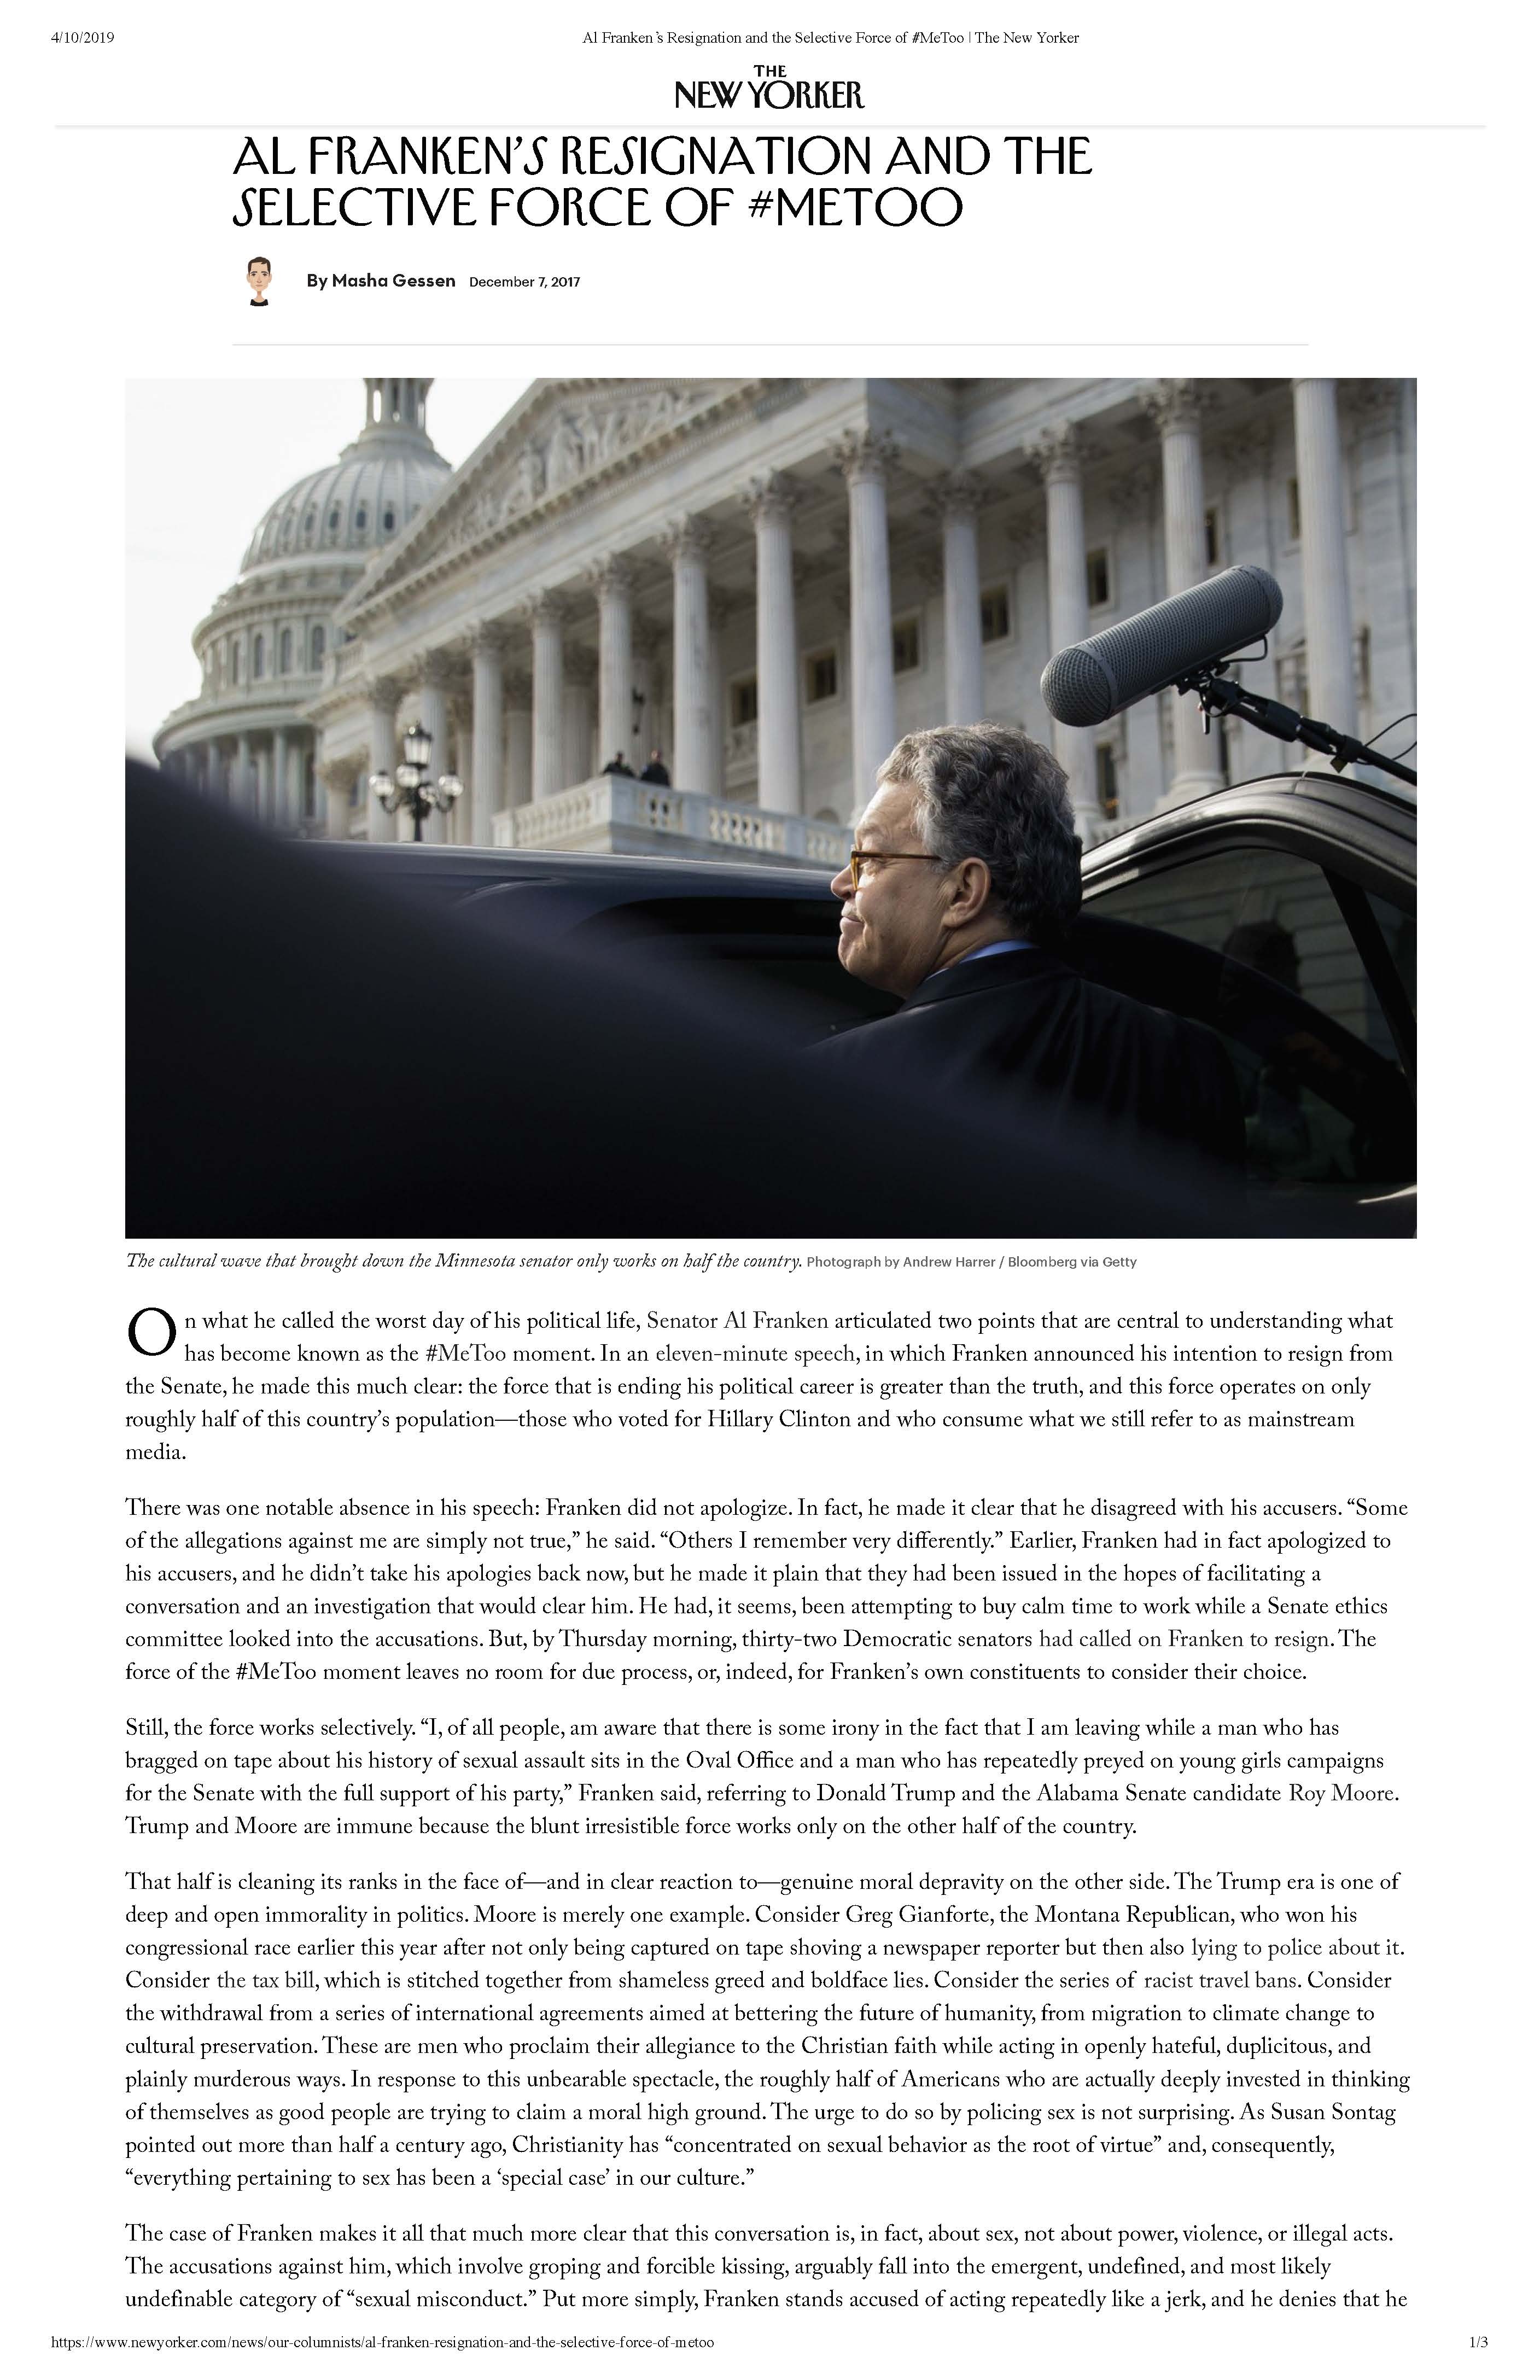 4/10/2019
Al Franken's Resignation and the Selective Force of #MeToo | The New Yorker
THE
NEW YORKER
AL FRANKEN'S RESIGNATION AND THE
SELECTIVE FORCE OF #METOO
By Masha Gessen December 7, 2017
The cultural wave that brought down the Minnesota senator only works on half the country. Photograph by Andrew Harrer / Bloomberg via Getty
On what he called the worst day of his political life, Senator Al Franken articulated two points that are central to understanding what
has become known as the #MeToo moment. In an eleven-minute speech, in which Franken announced his intention to resign from
the Senate, he made this much clear: the force that is ending his political career is greater than the truth, and this force operates on only
roughly half of this country's population—those who voted for Hillary Clinton and who consume what we still refer to as mainstream
media.
There was one notable absence in his speech: Franken did not apologize. In fact, he made it clear that he disagreed with his accusers. “Some
of the allegations against me are simply not true,” he said. “Others I remember very differently.” Earlier, Franken had in fact apologized to
his accusers, and he didn't take his apologies back now, but he made it plain that they had been issued in the hopes of facilitating a
conversation and an investigation that would clear him. He had, it seems, been attempting to buy calm time to work while a Senate ethics
committee looked into the accusations. But, by Thursday morning, thirty-two Democratic senators had called on Franken to resign. The
force of the #MeToo moment leaves no room for due process, or, indeed, for Franken's own constituents to consider their choice.
Still, the force works selectively. “I, of all people, am aware that there is some irony in the fact that I am leaving while a man who has
bragged on tape about his history of sexual assault sits in the Oval Office and a man who has repeatedly preyed on young girls campaigns
for the Senate with the full support of his party,” Franken said, referring to Donald Trump and the Alabama Senate candidate Roy Moore.
Trump and Moore are immune because the blunt irresistible force works only on the other half of the country.
That half is cleaning its ranks in the face of—and in clear reaction to—genuine moral depravity on the other side. The Trump era is one of
deep and open immorality in politics. Moore is merely one example. Consider Greg Gianforte, the Montana Republican, who won his
congressional race earlier this year after not only being captured on tape shoving a newspaper reporter but then also lying to police about it.
Consider the tax bill, which is stitched together from shameless greed and boldface lies. Consider the series of racist travel bans. Consider
the withdrawal from a series of international agreements aimed at bettering the future of humanity, from migration to climate change to
cultural preservation. These are men who proclaim their allegiance to the Christian faith while acting in openly hateful, duplicitous, and
plainly murderous ways. In response to this unbearable spectacle, the roughly half of Americans who are actually deeply invested in thinking
of themselves as good people are trying to claim a moral high ground. The urge to do so by policing sex is not surprising. As Susan Sontag
pointed out more than half a century ago, Christianity has “concentrated on sexual behavior as the root of virtue” and, consequently,
“everything pertaining to sex has been a ‘special case’ in our culture.”
The case of Franken makes it all that much more clear that this conversation is, in fact, about sex, not about power, violence, or illegal acts.
The accusations against him, which involve groping and forcible kissing, arguably fall into the emergent, undefined, and most likely
undefinable category of “sexual misconduct.” Put more simply, Franken stands accused of acting repeatedly like a jerk, and he denies that he
https://www.newyorker.com/news/our-columnists/al-franken-resignation-and-the-selective-force-of-metoo
1/3